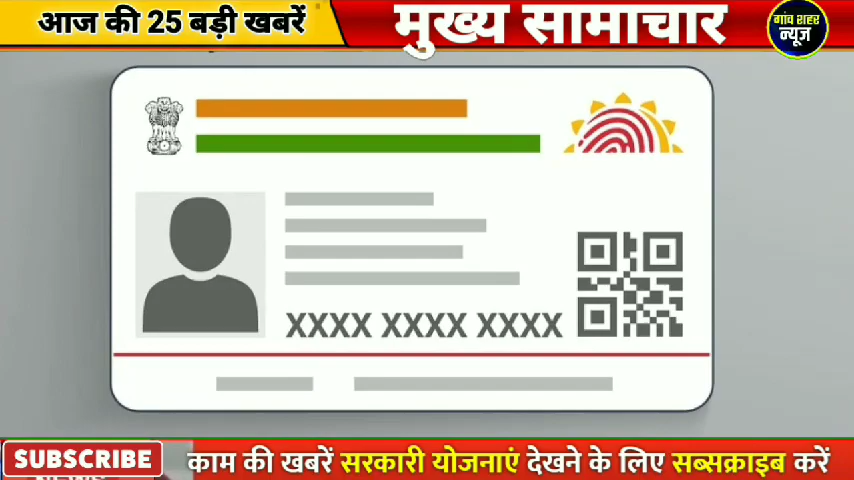 आज की 25 बड़ी खबरें
मुख्य सामाचार
गांव शहर
न्यूज
XXXX XXXX XXXX
SUBSCRIBE
काम की खबरें सरकारी योजनाएं देखने के लिए सब्सक्राइब करें